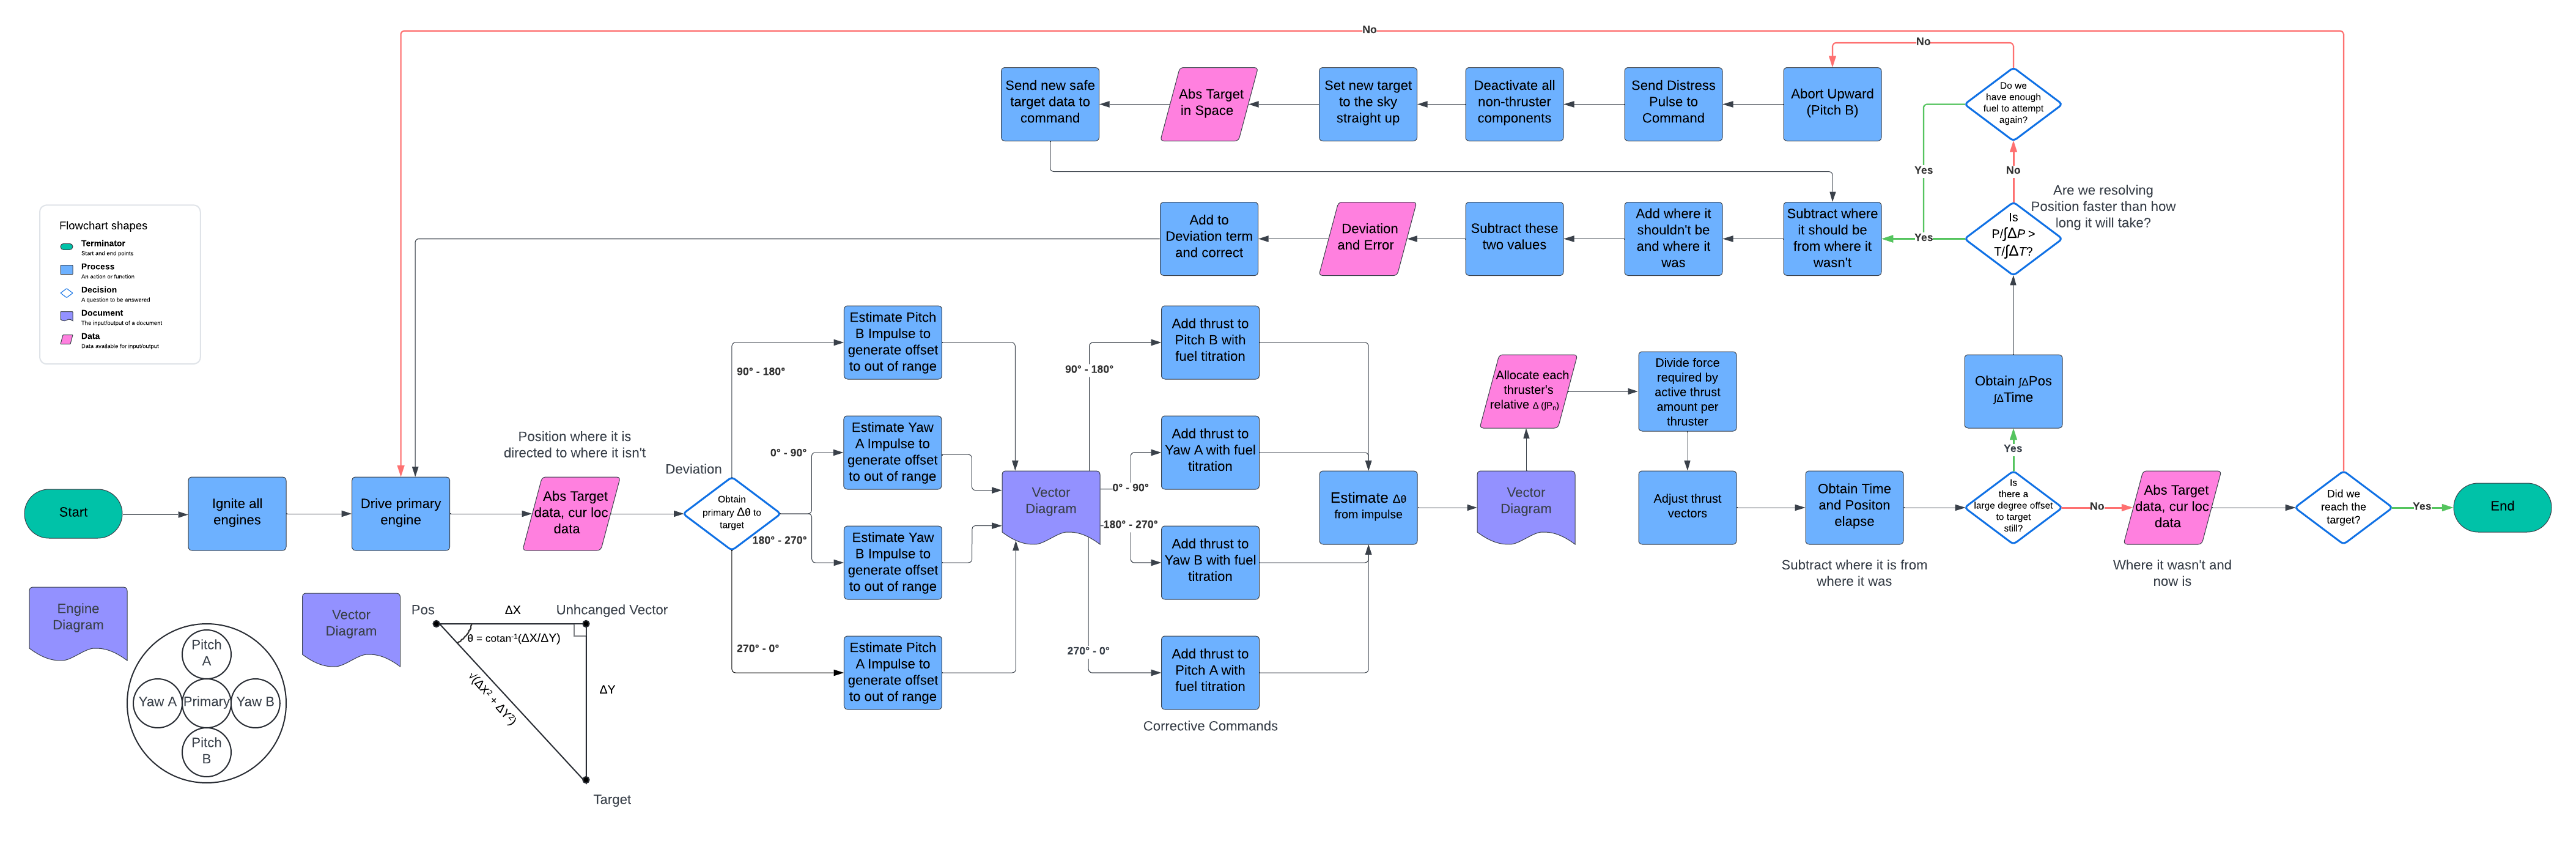 No
No
Send new safe
target data to
command
Abs Target
in Space
Set new target
to the sky
straight up
Deactivate all
non-thruster
components
Send Distress
Pulse to
Command
Abort Upward
(Pitch B)
Do we
have enough
fuel to attempt
again?
Yes
No
Are we resolving
Position faster than how
long it will take?
Add to
Deviation term
and correct
Deviation
and Error
Subtract these
two values
Add where it
shouldn't be
and where it
was
Subtract where
it should be
from where it
wasn't
Yes
Is
P/∫ΔP >
T/∫ΔT?
Flowchart shapes
Terminator
Start and end points
Process
An action or function
Decision
A question to be answered
Document
The input/output of a document
Data
Data available for input/output
Estimate Pitch
B Impulse to
generate offset
to out of range
90° - 180°
Add thrust to
Pitch B with
fuel titration
90° - 180°
Allocate each
thruster's
relative Δ (∫Pn)
Divide force
required by
active thrust
amount per
thruster
Obtain ∫ΔPos
∫ΔTime
Yes
Position where it is
directed to where it isn't
Deviation
0° - 90°
Estimate Yaw
A Impulse to
generate offset
to out of range
Add thrust to
Yaw A with fuel
titration
0° - 90°
Start
Ignite all
engines
Drive primary
engine
Abs Target
data, cur loc
data
Obtain
primary Δθ to
target
Vector
Diagram
Estimate Δθ
from impulse
Vector
Diagram
Adjust thrust
vectors
Obtain Time
and Positon
elapse
Is
there a
large degree offset
to target
still?
No
Abs Target
data, cur loc
data
Did we
reach the
target?
Yes
End
180° - 270°
Estimate Yaw
B Impulse to
generate offset
to out of range
180° - 270°
Add thrust to
Yaw B with fuel
titration
Subtract where it is from
where it was
Where it wasn't and
now is
270° - 0°
Estimate Pitch
A Impulse to
generate offset
to out of range
270° - 0°
Add thrust to
Pitch A with
fuel titration
Corrective Commands
Engine
Diagram
Pitch
A
Yaw A
Primary
Yaw B
Pitch
B
Vector
Diagram
Pos
ΔX
Unhcanged Vector
θ = cotan⁻¹(ΔX/ΔY)
√(ΔX² + ΔY²)
ΔY
Target